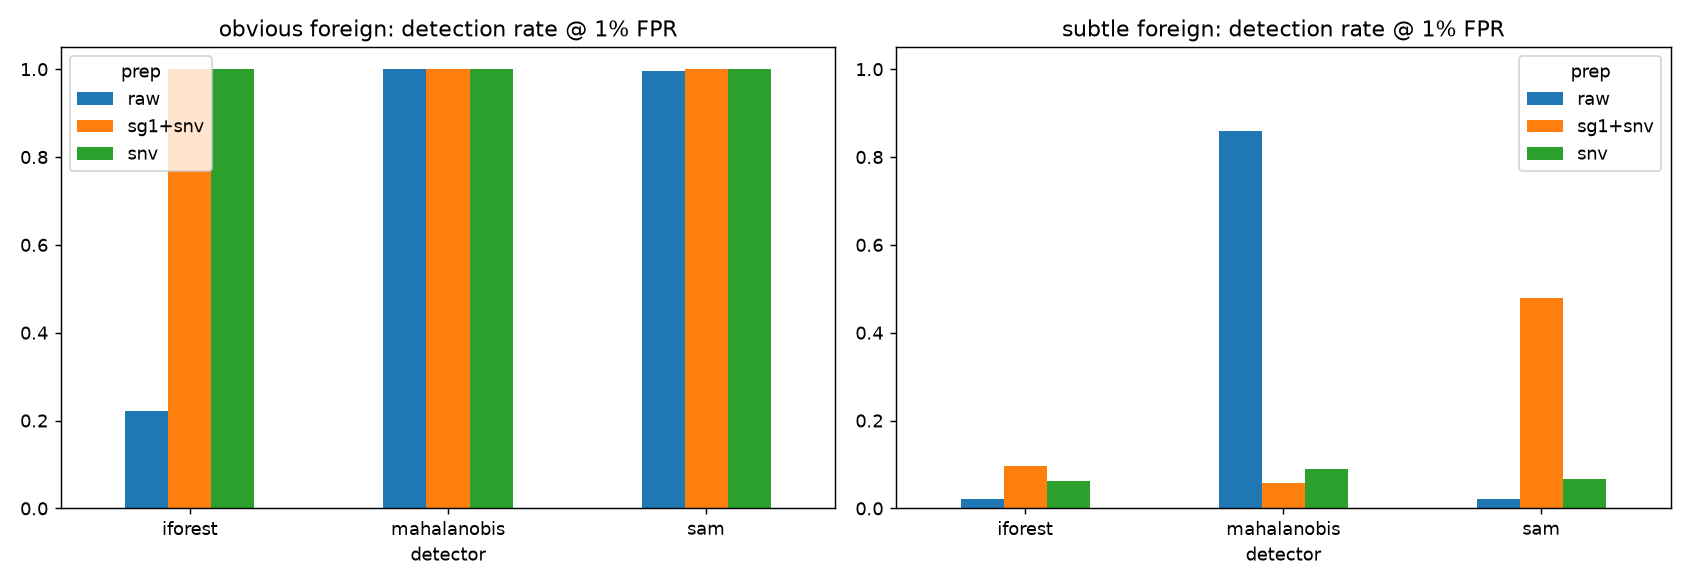 obvious foreign: detection rate @ 1% FPR
1.0
0.8
0.6
0.4
0.2
0.0
prep
raw
sg1+snv
snv
iforest mahalanobis sam
detector
subtle foreign: detection rate @ 1% FPR
1.0
0.8
0.6
0.4
0.2
0.0
prep
raw
sg1+snv
snv
iforest mahalanobis sam
detector